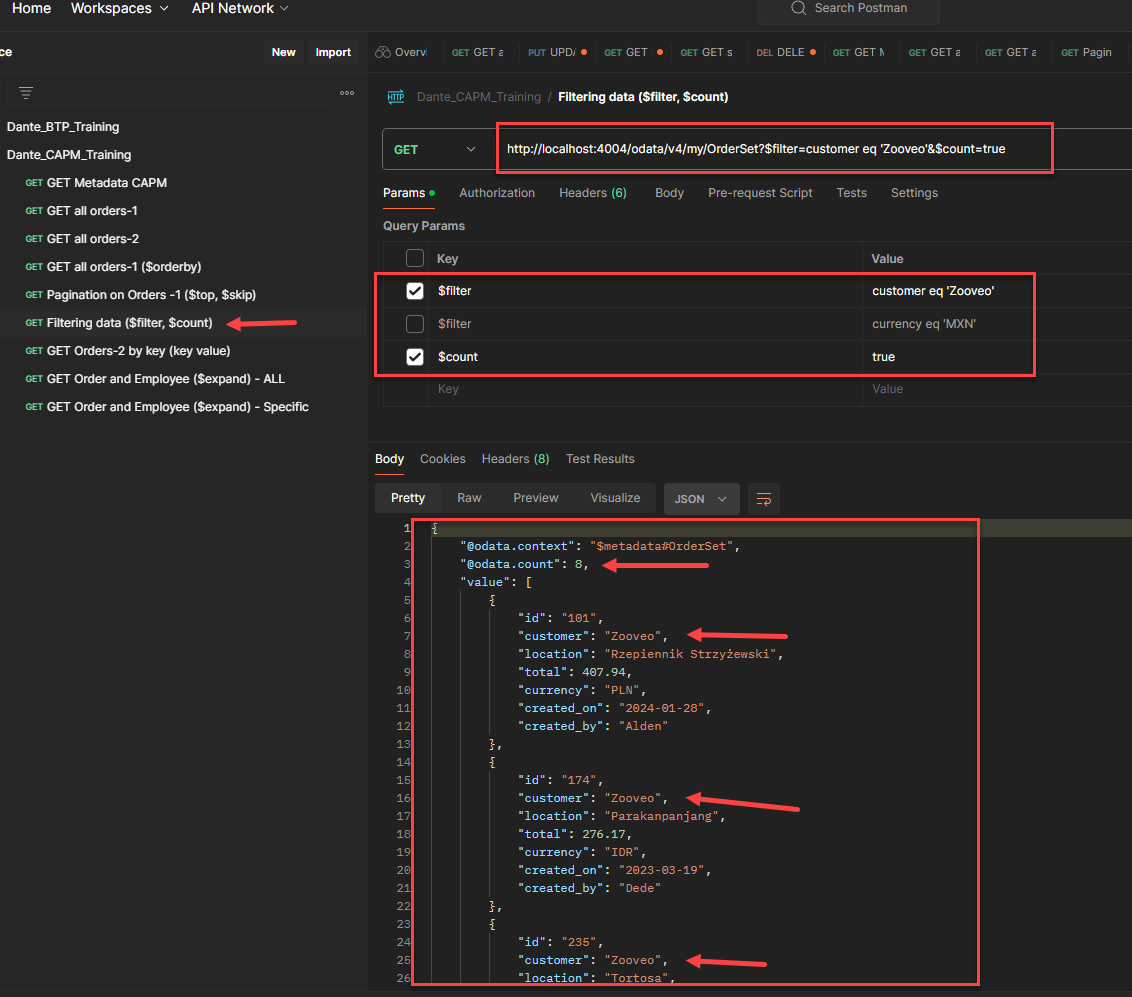 Home Workspaces API Network Search Postman
ce New Import
Overvi GET GET a PUT UPD GET GET GET GET s DEL DELE GET GET M GET GET a GET GET a GET Pagin
Dante_CAPM_Training / Filtering data ($filter, $count)
Dante_BTP_Training
Dante_CAPM_Training
GET GET Metadata CAPM
GET GET all orders-1
GET GET all orders-2
GET GET all orders-1 ($orderby)
GET Pagination on Orders -1 ($top, $skip)
GET Filtering data ($filter, $count)
GET GET Orders-2 by key (key value)
GET GET Order and Employee ($expand) - ALL
GET GET Order and Employee ($expand) - Specific
GET http://localhost:4004/odata/v4/my/OrderSet?$filter=customer eq 'Zooveo'&$count=true
Params Authorization Headers (6) Body Pre-request Script Tests Settings
Query Params
Key Value
$filter customer eq 'Zooveo'
$filter currency eq 'MXN'
$count true
Key Value
Body Cookies Headers (8) Test Results
Pretty Raw Preview Visualize JSON
1 {
2 "@odata.context": "$metadata#OrderSet",
3 "@odata.count": 8,
4 "value": [
5 {
6 "id": "101",
7 "customer": "Zooveo",
8 "location": "Rzepiennik Strzyżewski",
9 "total": 407.94,
10 "currency": "PLN",
11 "created_on": "2024-01-28",
12 "created_by": "Alden"
13 },
14 {
15 "id": "174",
16 "customer": "Zooveo",
17 "location": "Parakanpanjang",
18 "total": 276.17,
19 "currency": "IDR",
20 "created_on": "2023-03-19",
21 "created_by": "Dede"
22 },
23 {
24 "id": "235",
25 "customer": "Zooveo",
26 "location": "Tortosa",